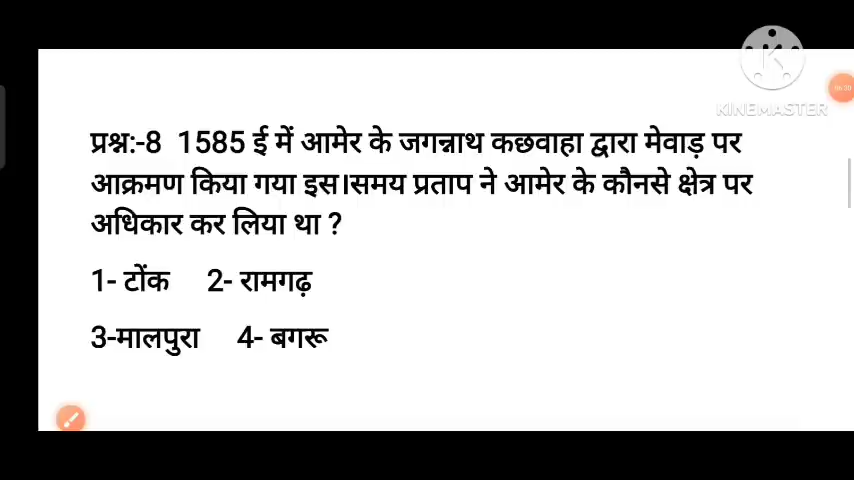 KINEMASTER
प्रश्न:-8 1585 ई में आमेर के जगन्नाथ कछवाहा द्वारा मेवाड़ पर
आक्रमण किया गया इस।समय प्रताप ने आमेर के कौनसे क्षेत्र पर
अधिकार कर लिया था ?
1- टोंक 2- रामगढ़
3-मालपुरा 4- बगरू